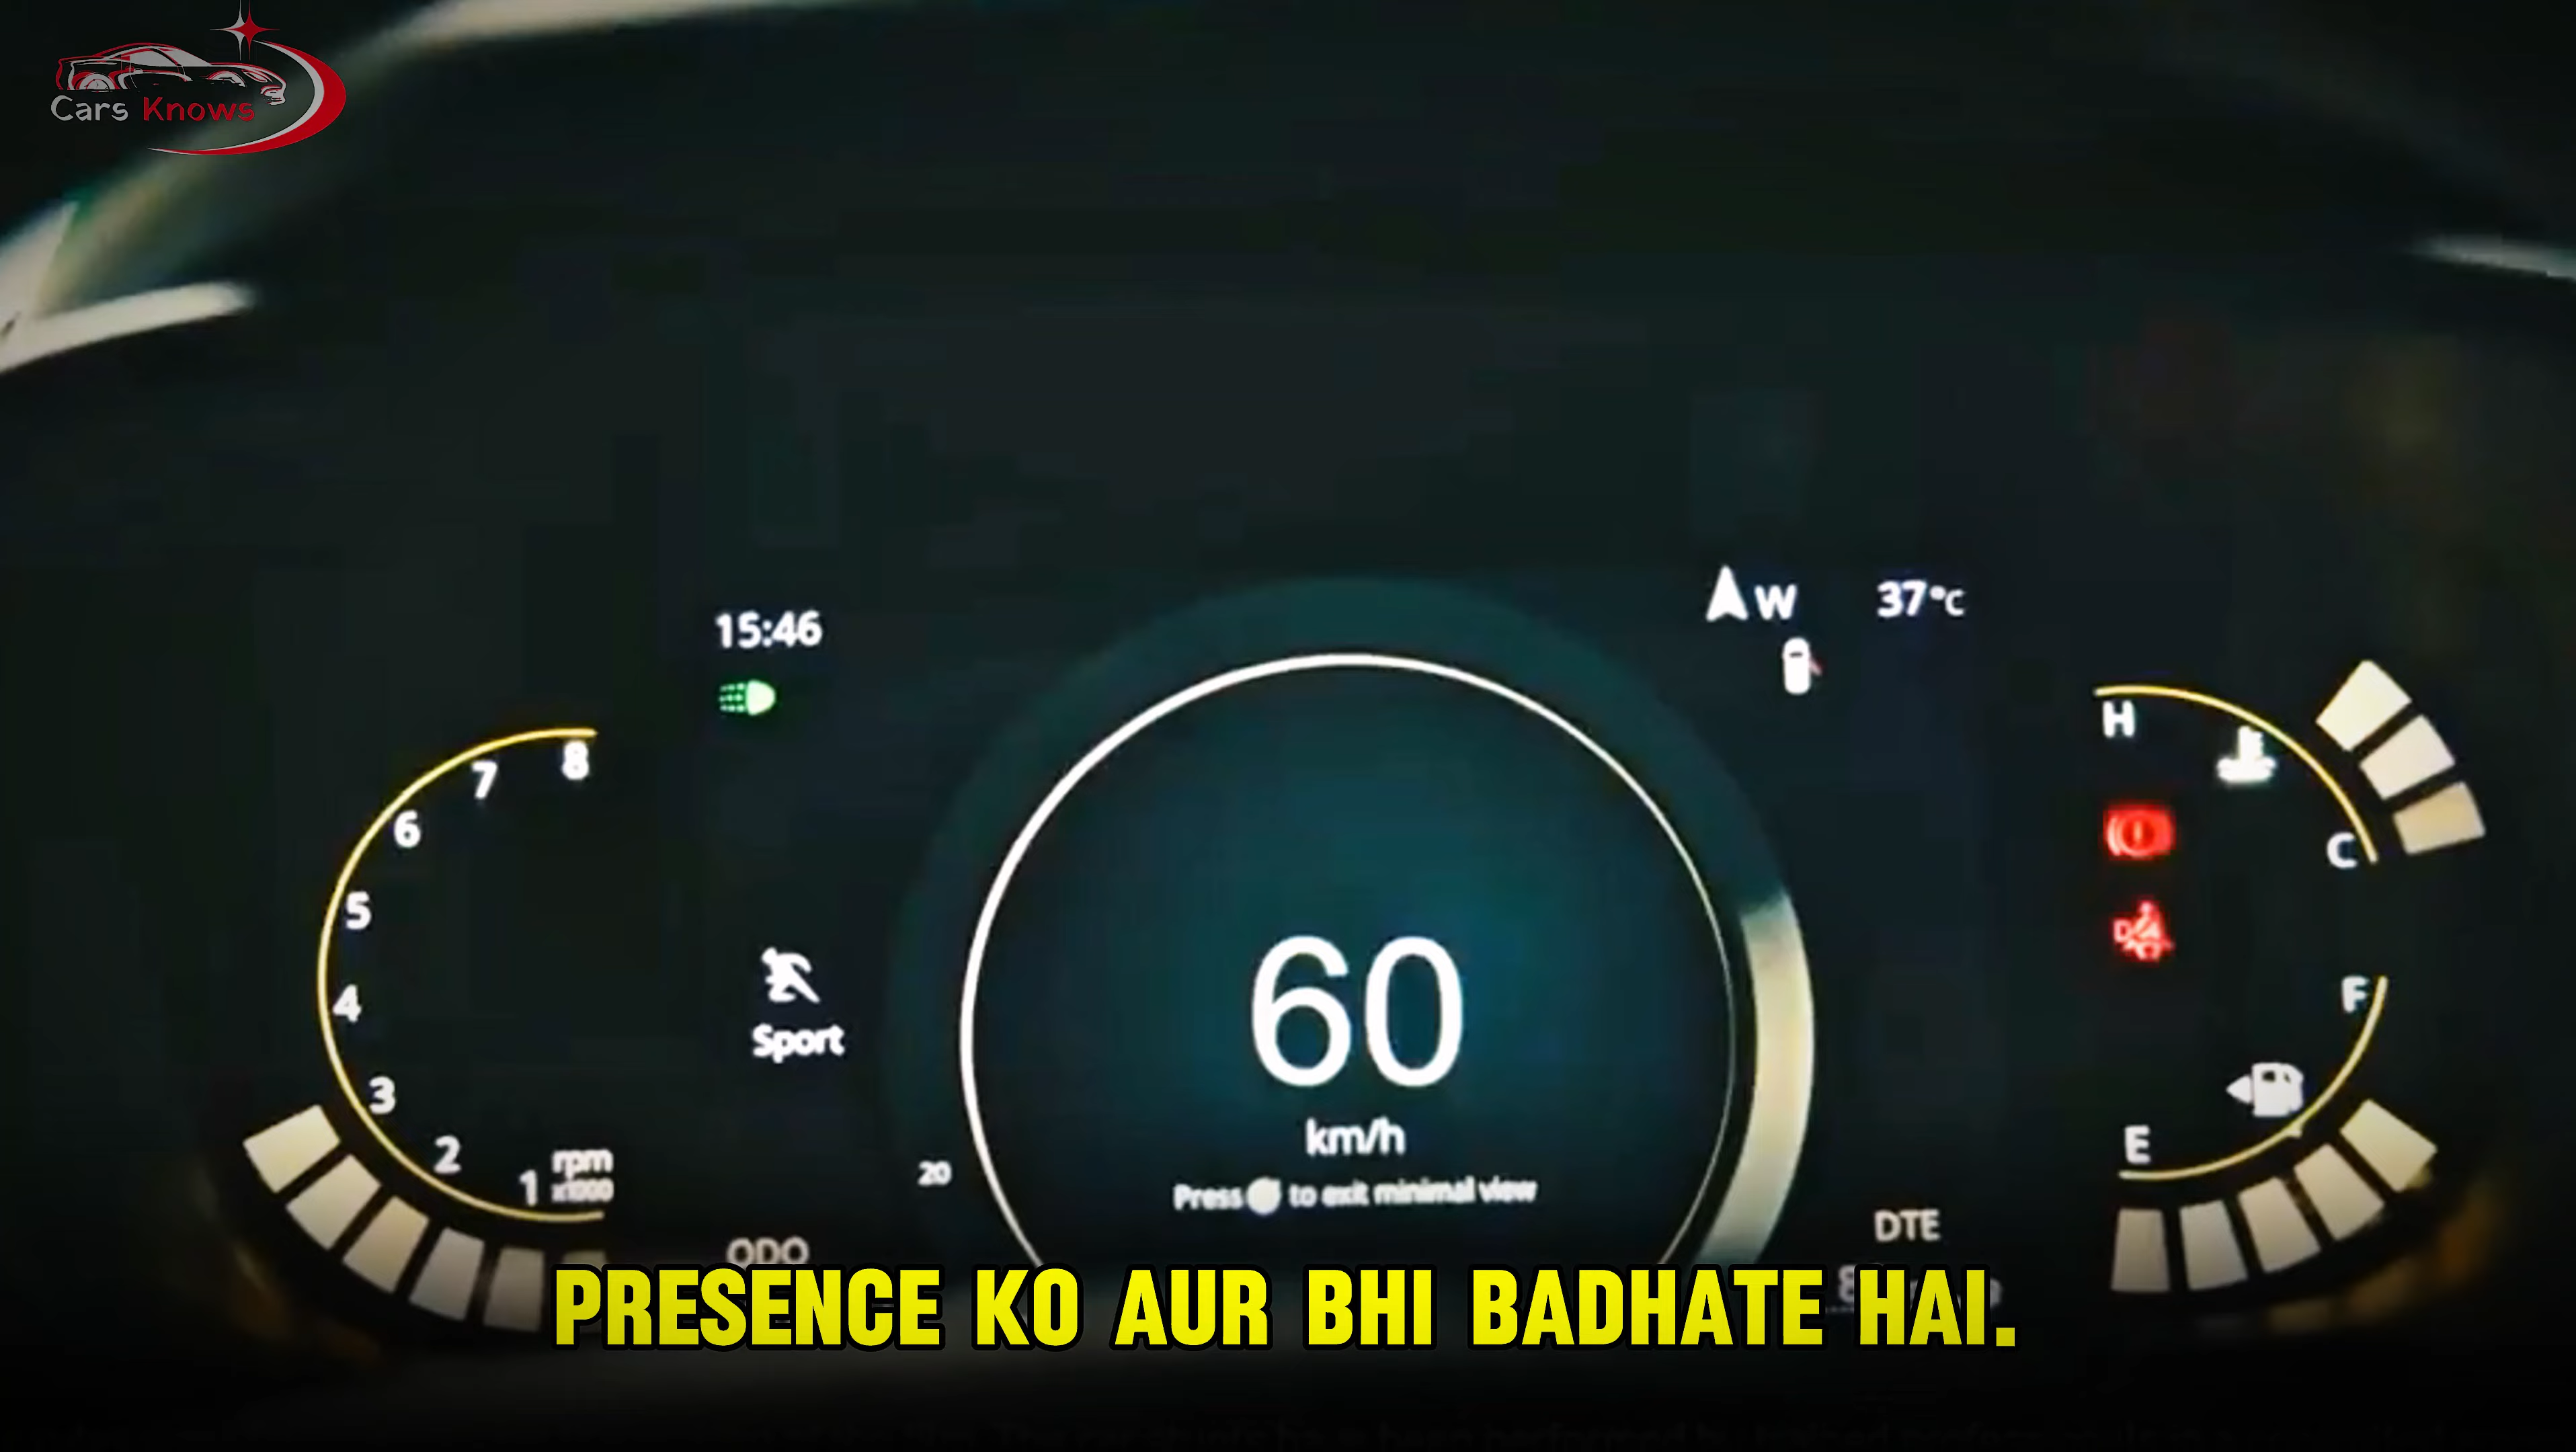 Cars Knows
15:46
W 37°C
8
7
6
5
4
3
2
1 rpm
x1000
Sport
20
60
km/h
Press to exit minimal view
H
C
F
E
DTE
ODO
PRESENCE KO AUR BHI BADHATE HAI.